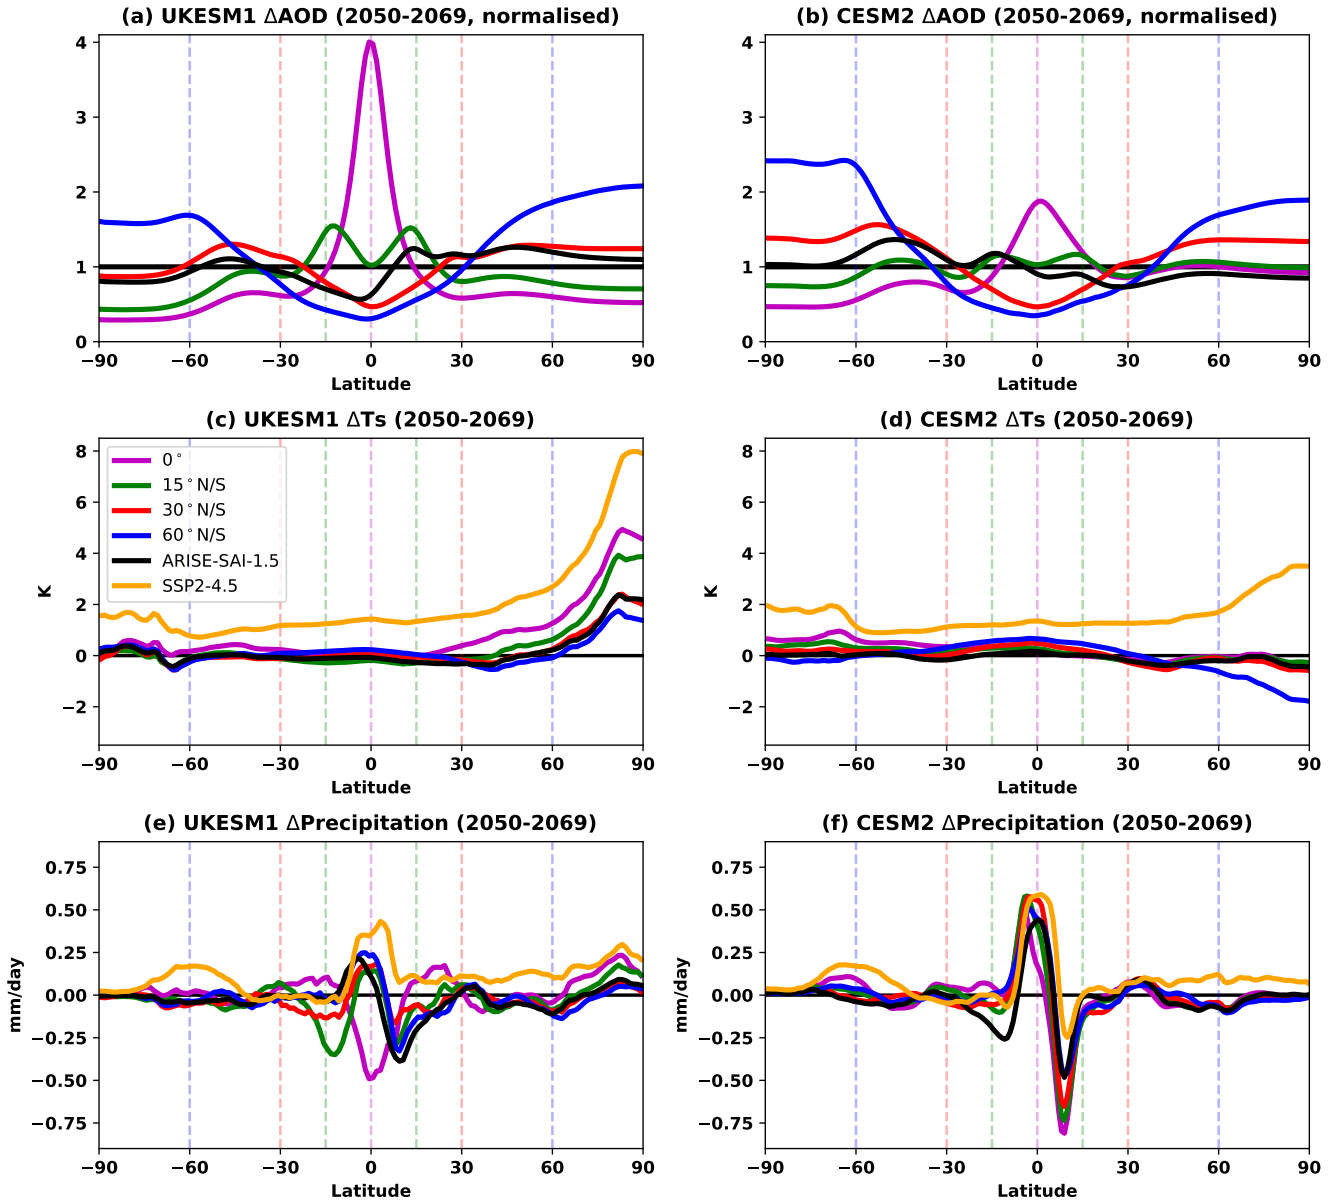 (a) UKESM1 ΔAOD (2050-2069, normalised)
4
3
2
1
0
−90 −60 −30 0 30 60 90
Latitude
(b) CESM2 ΔAOD (2050-2069, normalised)
4
3
2
1
0
−90 −60 −30 0 30 60 90
Latitude
(c) UKESM1 ΔTs (2050-2069)
K
8
6
4
2
0
−2
0°
15°N/S
30°N/S
60°N/S
ARISE-SAI-1.5
SSP2-4.5
−90 −60 −30 0 30 60 90
Latitude
(d) CESM2 ΔTs (2050-2069)
K
8
6
4
2
0
−2
−90 −60 −30 0 30 60 90
Latitude
(e) UKESM1 ΔPrecipitation (2050-2069)
mm/day
0.75
0.50
0.25
0.00
−0.25
−0.50
−0.75
−90 −60 −30 0 30 60 90
Latitude
(f) CESM2 ΔPrecipitation (2050-2069)
mm/day
0.75
0.50
0.25
0.00
−0.25
−0.50
−0.75
−90 −60 −30 0 30 60 90
Latitude